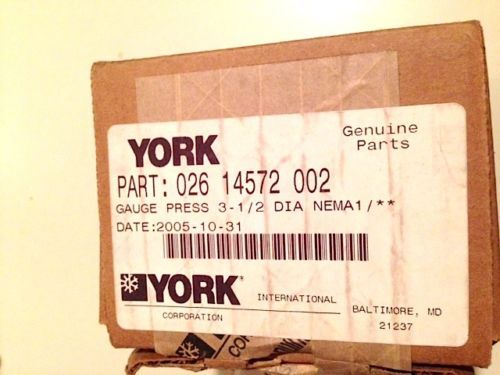 YORK
Genuine
Parts
PART: 026 14572 002
GAUGE PRESS 3-1/2 DIA NEMA1/**
DATE:2005-10-31
YORK
INTERNATIONAL
CORPORATION
BALTIMORE, MD
21237